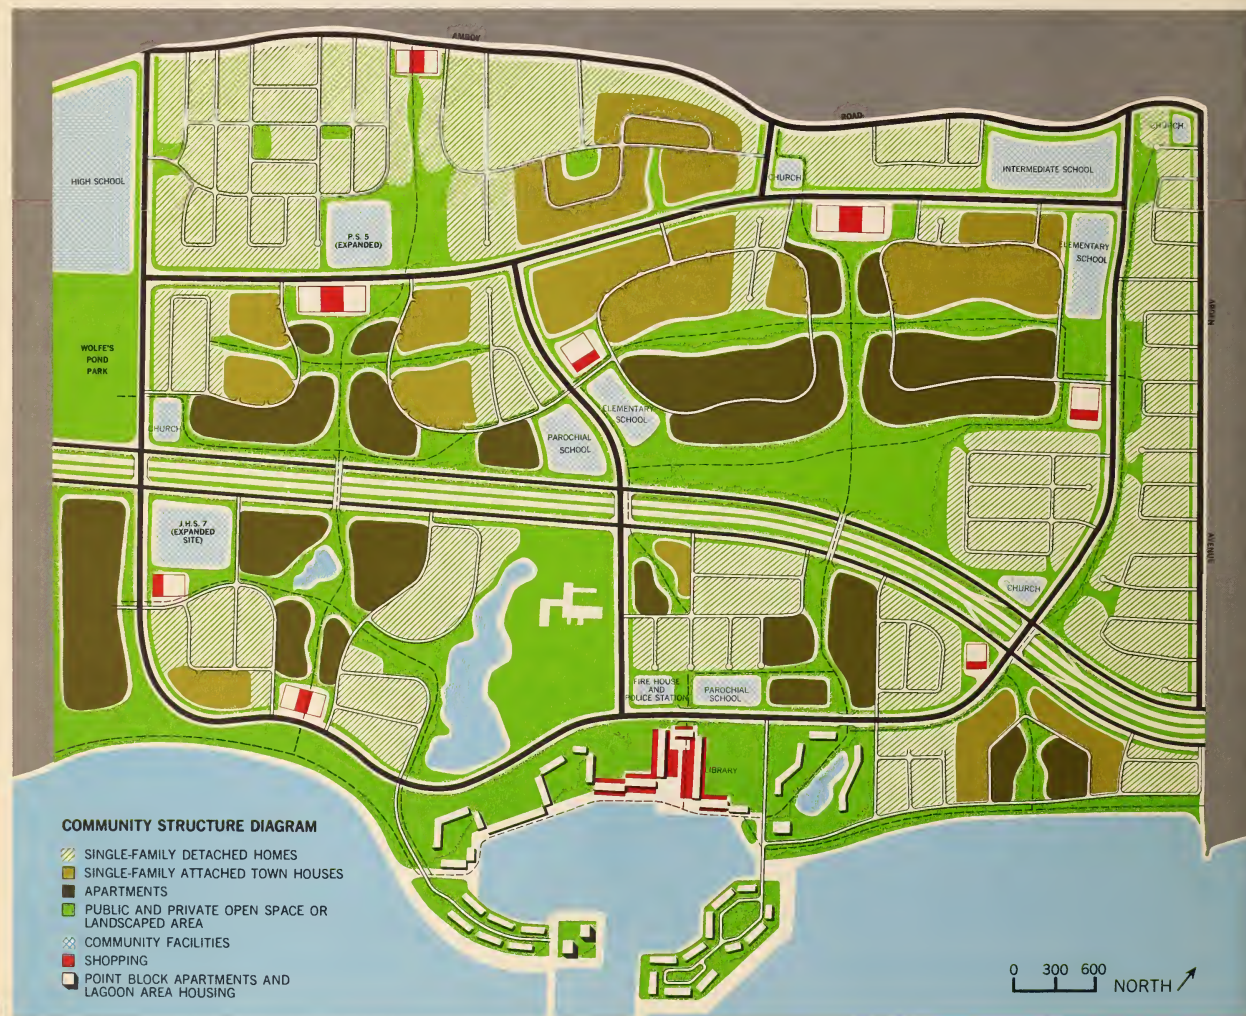 AMBOY
ROAD
CHURCH
HIGH SCHOOL
INTERMEDIATE SCHOOL
CHURCH
P.S. 5
(EXPANDED)
ELEMENTARY
SCHOOL
ARDEN
WOLFE'S
POND
PARK
CHURCH
ELEMENTARY
SCHOOL
PAROCHIAL
SCHOOL
J.H.S. 7
(EXPANDED
SITE)
AVENUE
CHURCH
FIRE HOUSE
AND
POLICE STATION
PAROCHIAL
SCHOOL
LIBRARY
COMMUNITY STRUCTURE DIAGRAM
SINGLE-FAMILY DETACHED HOMES
SINGLE-FAMILY ATTACHED TOWN HOUSES
APARTMENTS
PUBLIC AND PRIVATE OPEN SPACE OR
LANDSCAPED AREA
COMMUNITY FACILITIES
SHOPPING
POINT BLOCK APARTMENTS AND
LAGOON AREA HOUSING
0 300 600
NORTH